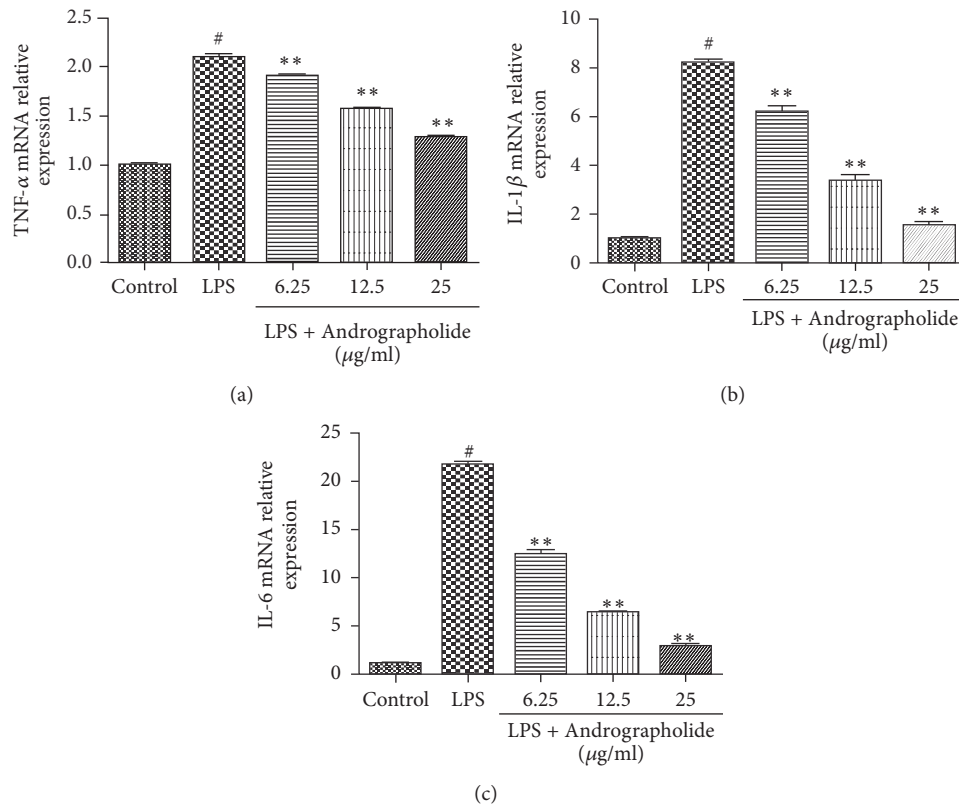 TNF-α mRNA relative
expression
2.5
2.0
1.5
1.0
0.5
0.0
#
**
**
**
Control LPS 6.25 12.5 25
LPS + Andrographolide
(μg/ml)
(a)
IL-1β mRNA relative
expression
10
8
6
4
2
0
#
**
**
**
Control LPS 6.25 12.5 25
LPS + Andrographolide
(μg/ml)
(b)
IL-6 mRNA relative
expression
25
20
15
10
5
0
#
**
**
**
Control LPS 6.25 12.5 25
LPS + Andrographolide
(μg/ml)
(c)